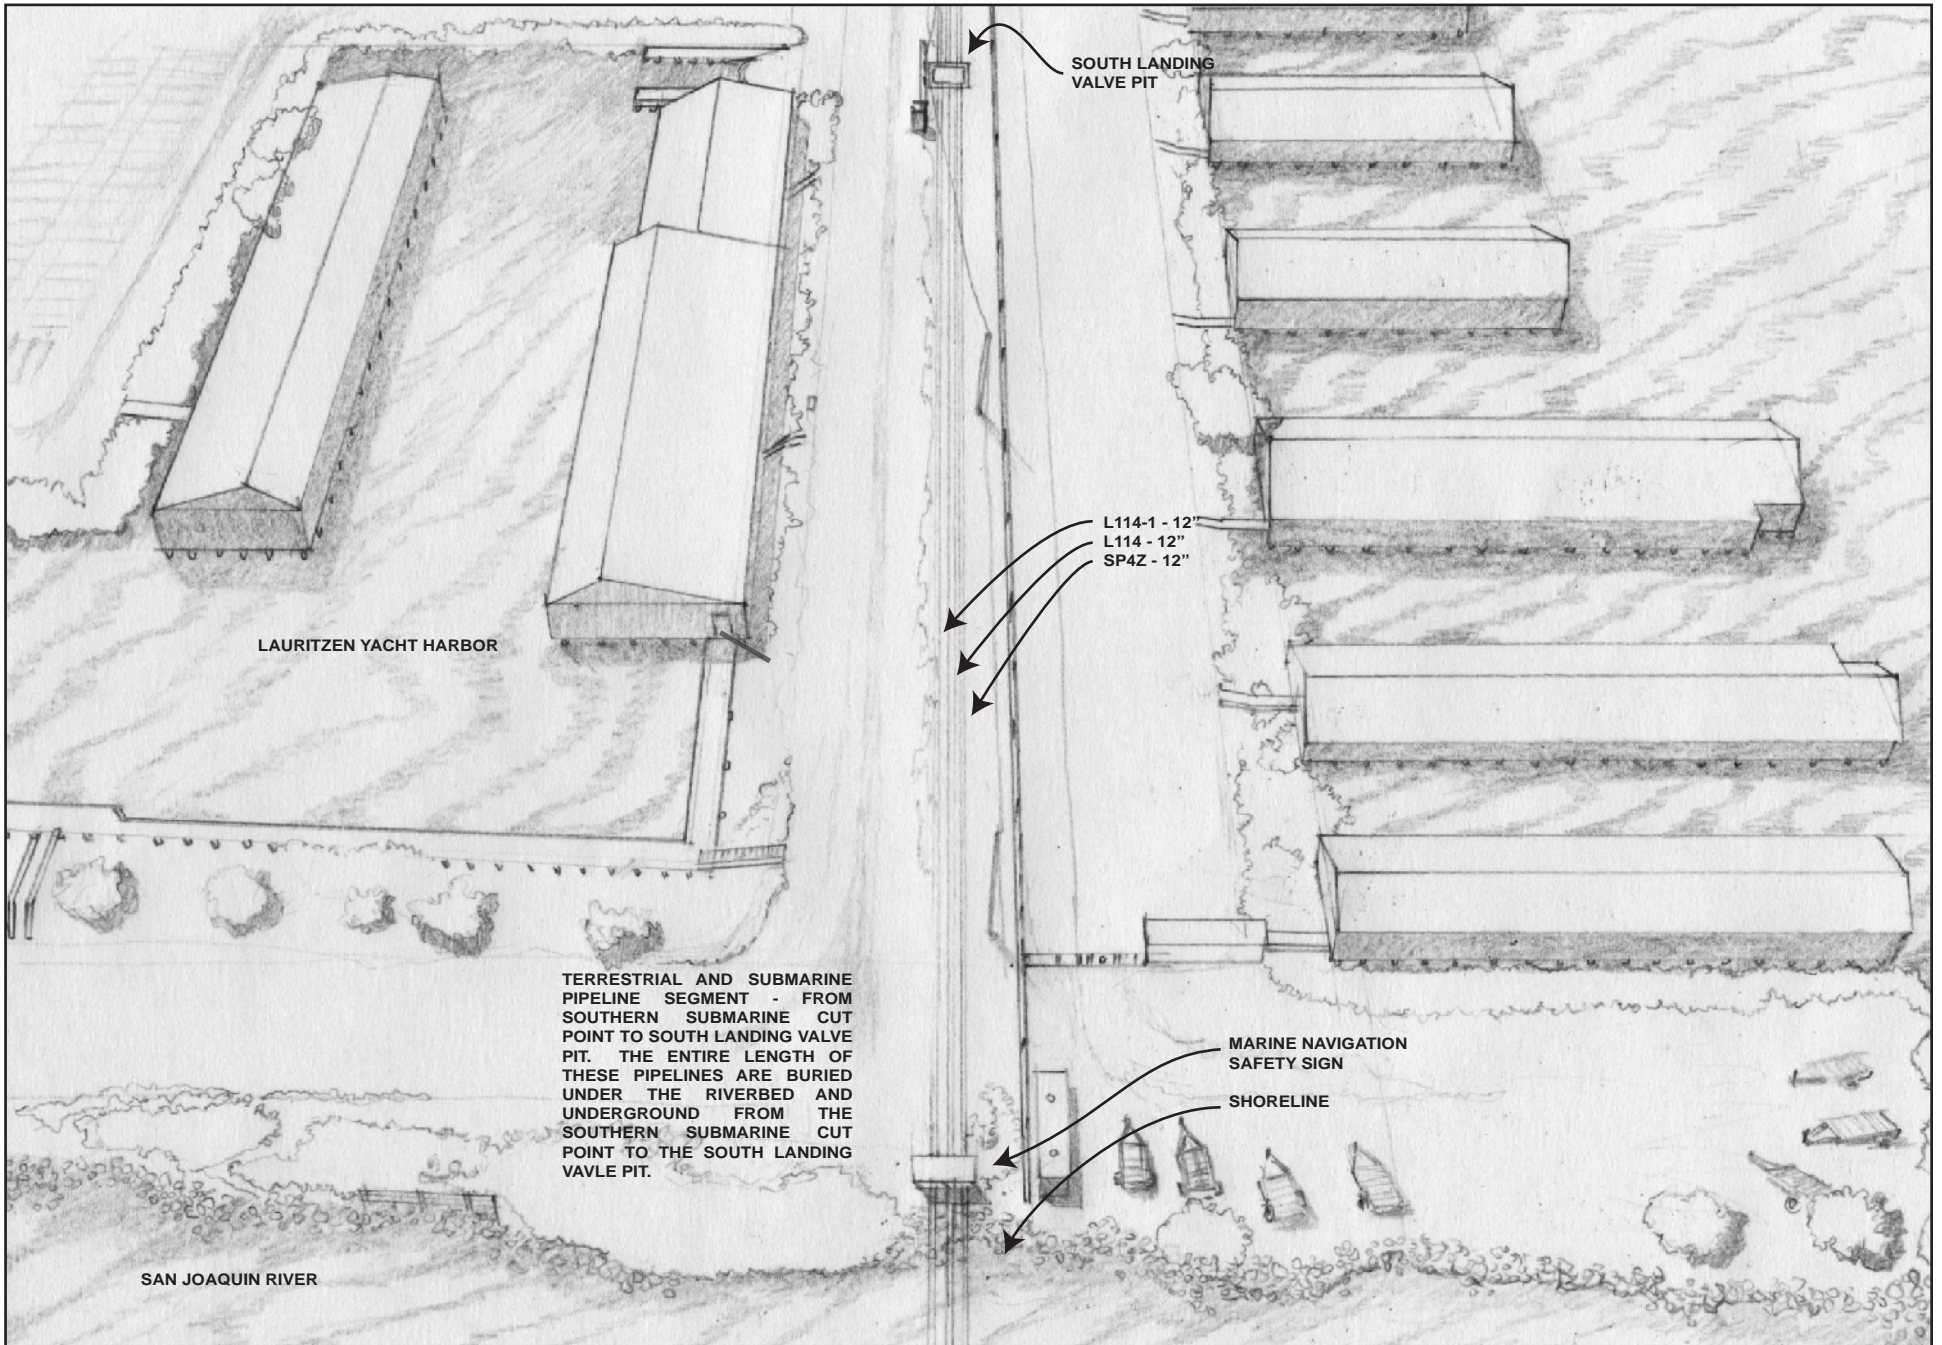 SOUTH LANDING
VALVE PIT
L114-1 - 12”
L114 - 12”
SP4Z - 12”
LAURITZEN YACHT HARBOR
TERRESTRIAL AND SUBMARINE
PIPELINE SEGMENT - FROM
SOUTHERN SUBMARINE CUT
POINT TO SOUTH LANDING VALVE
PIT. THE ENTIRE LENGTH OF
THESE PIPELINES ARE BURIED
UNDER THE RIVERBED AND
UNDERGROUND FROM THE
SOUTHERN SUBMARINE CUT
POINT TO THE SOUTH LANDING
VAVLE PIT.
MARINE NAVIGATION
SAFETY SIGN
SHORELINE
SAN JOAQUIN RIVER